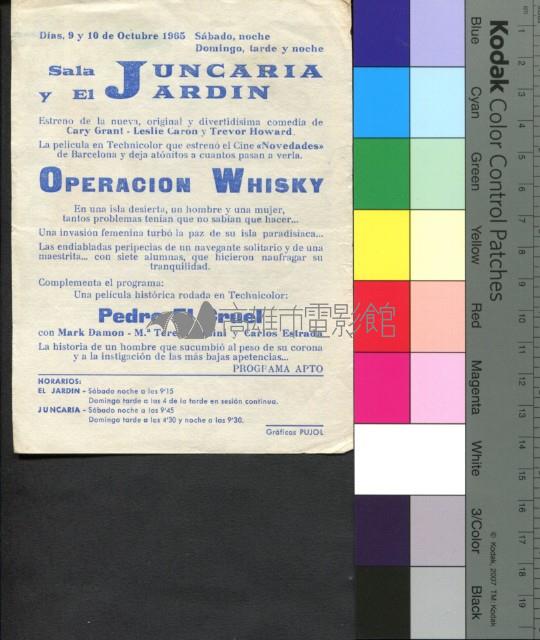 Días, 9 y 10 de Octubre 1965 Sábado, noche
Domingo, tarde y noche
Sala JUNCARIA
y El JARDIN
Estreno de la nueva, original y divertidísima comedia de
Cary Grant - Leslie Caron y Trevor Howard.
La película en Technicolor que estrenó el Cine «Novedades»
de Barcelona y deja atónitos a cuantos pasan a verla.
OPERACION WHISKY
En una isla desierta, un hombre y una mujer,
tantos problemas tenían que no sabían que hacer...
Una invasión femenina turbó la paz de su isla paradisíaca...
Las endiabladas peripecias de un navegante solitario y de una
maestrita... con siete alumnas, que hicieron naufragar su
tranquilidad.
Complementa el programa:
Una película histórica rodada en Technicolor:
Pedro El Cruel
con Mark Damon - M.ª y Carlos Estrada
高雄市電影館
La historia de un hombre que sucumbió al peso de su corona
y a la instigación de las más bajas apetencias...
PROGRAMA APTO
HORARIOS:
EL JARDIN - Sábado noche a las 9'15
Domingo tarde a las 4 de la tarde en sesión continua.
JUNCARIA - Sábado noche a las 9'45
Domingo tarde a las 4'30 y noche a las 9'30.
Gráficas PUJOL
Kodak Color Control Patches
Blue
Cyan
Green
Yellow
Red
Magenta
White
3/Color
Black
© Kodak, 2007 TM: Kodak
1
2
3
4
5
6
7
8
9
10
11
12
13
14
15
16
17
18
19